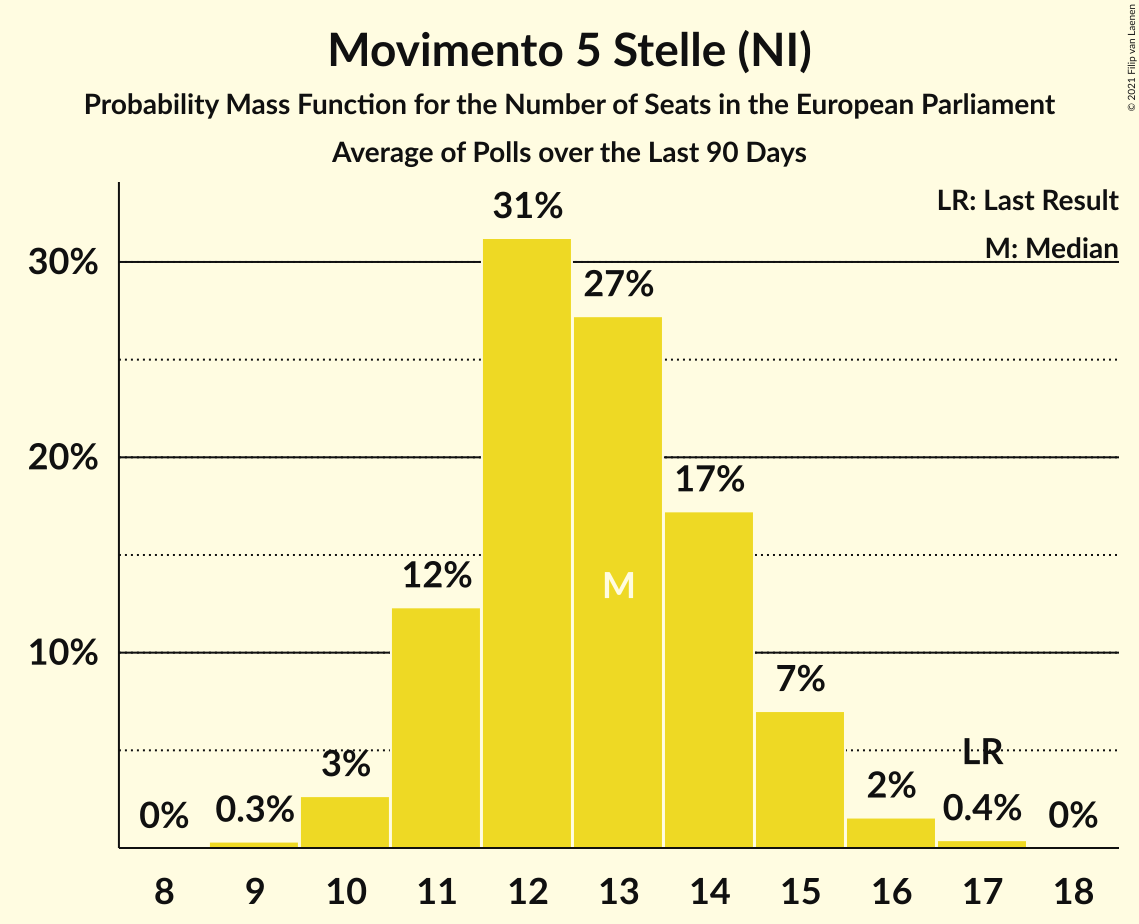 Movimento 5 Stelle (NI)
Probability Mass Function for the Number of Seats in the European Parliament
Average of Polls over the Last 90 Days
© 2021 Filip van Laenen
LR: Last Result
M: Median
30%
20%
10%
0%
0.3%
3%
12%
31%
27%
M
17%
7%
2%
LR
0.4%
0%
8 9 10 11 12 13 14 15 16 17 18